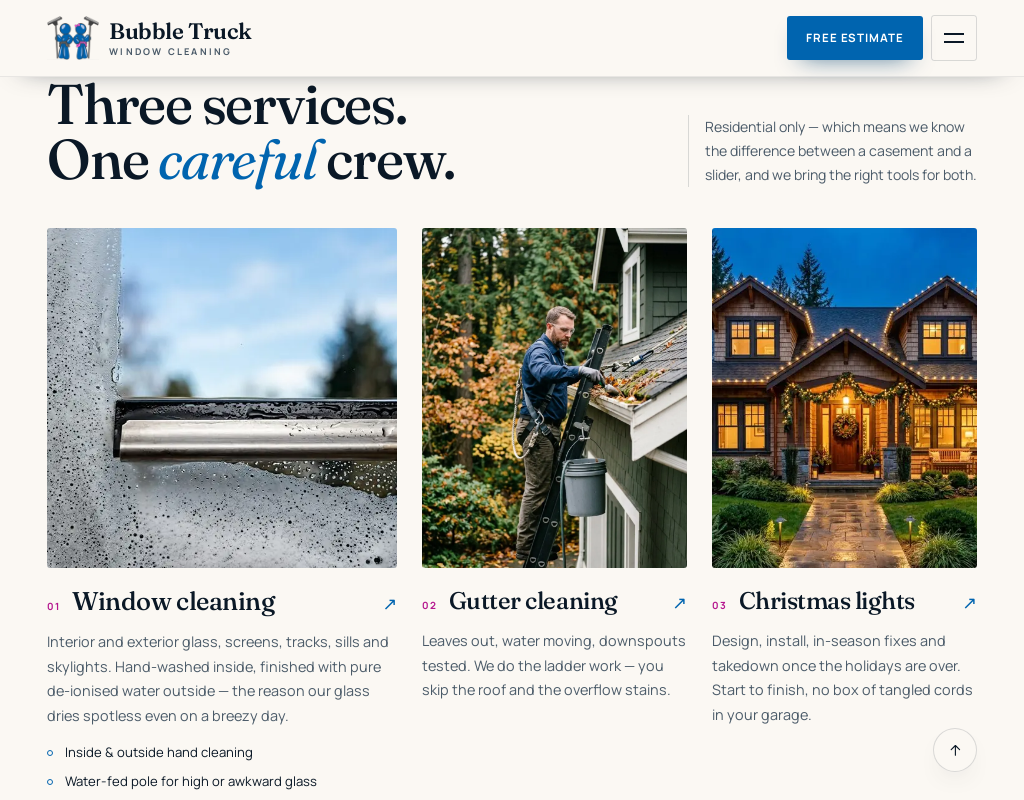 Bubble Truck
WINDOW CLEANING
FREE ESTIMATE
Three services.
One careful crew.
Residential only — which means we know
the difference between a casement and a
slider, and we bring the right tools for both.
01 Window cleaning ↗
Interior and exterior glass, screens, tracks, sills and
skylights. Hand-washed inside, finished with pure
de-ionised water outside — the reason our glass
dries spotless even on a breezy day.
Inside & outside hand cleaning
Water-fed pole for high or awkward glass
02 Gutter cleaning ↗
Leaves out, water moving, downspouts
tested. We do the ladder work — you
skip the roof and the overflow stains.
03 Christmas lights ↗
Design, install, in-season fixes and
takedown once the holidays are over.
Start to finish, no box of tangled cords
in your garage.
↑